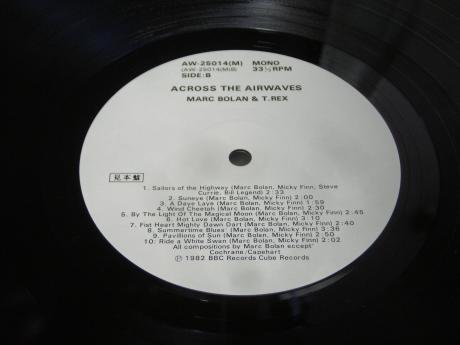 AW-25014(M) MONO
(AW-25014(M)B) 33 1/3 RPM
SIDE:B
ACROSS THE AIRWAVES
MARC BOLAN & T.REX
見本盤
1. Sailors of the Highway (Marc Bolan, Micky Finn, Steve
Currie, Bill Legend) 2:33
2. Suneye (Marc Bolan, Micky Finn) 2:00
3. A Daye Laye (Marc Bolan, Micky Finn) 1:59
4. Wind Cheetah (Marc Bolan, Micky Finn) 2:30
5. By The Light Of The Magical Moon (Marc Bolan, Micky Finn) 2:45
6. Hot Love (Marc Bolan, Micky Finn) 3:10
7. Fist Heart Mighty Dawn Dart (Marc Bolan, Micky Finn) 2:40
8. Summertime Blues* (Marc Bolan, Micky Finn) 3:36
9. Pavillions of Sun (Marc Bolan, Micky Finn) 2:50
10. Ride a White Swan (Marc Bolan, Micky Finn) 2:02
All compositions by Marc Bolan except*
Cochrane/Capehart
Ⓟ 1982 BBC Records Cube Records